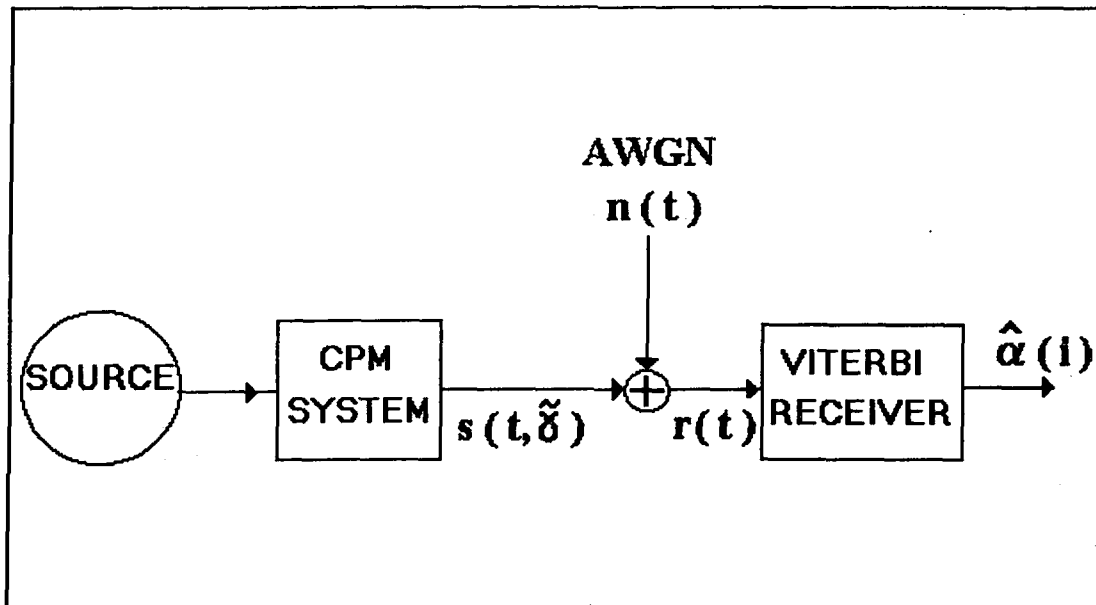 AWGN
n(t)
SOURCE
CPM
SYSTEM
s(t, γ̃)
+
r(t)
VITERBI
RECEIVER
α̂(i)